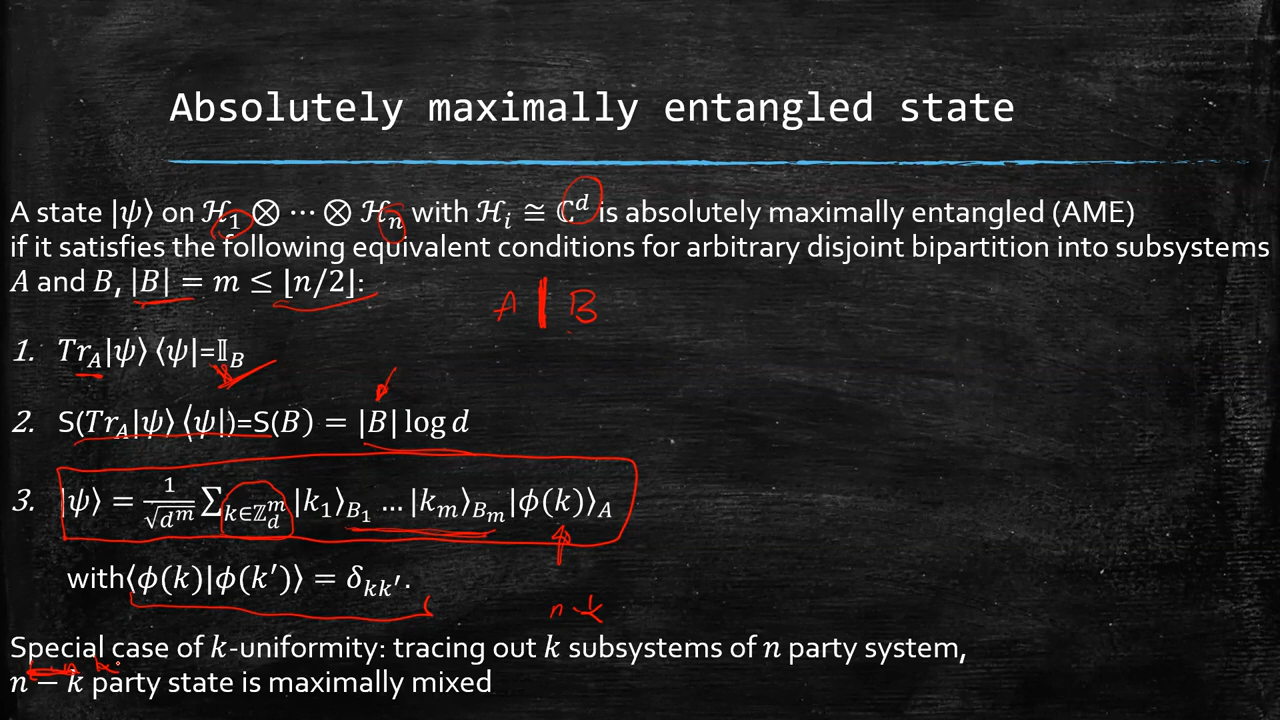 Absolutely maximally entangled state
A state |ψ⟩ on ℋ₁ ⊗ ⋯ ⊗ ℋₙ with ℋᵢ ≅ ℂᵈ is absolutely maximally entangled (AME)
if it satisfies the following equivalent conditions for arbitrary disjoint bipartition into subsystems
A and B, |B| = m ≤ ⌊n/2⌋:
A | B
1. Tr_A|ψ⟩⟨ψ|=𝕀_B
2. S(Tr_A|ψ⟩⟨ψ|)=S(B) = |B| log d
3. |ψ⟩ = 1/√(dᵐ) ∑_{k∈ℤ_d^m} |k₁⟩_{B₁} … |kₘ⟩_{Bₘ} |ϕ(k)⟩_A
with⟨ϕ(k)|ϕ(k′)⟩ = δ_{kk′}.
Special case of k-uniformity: tracing out k subsystems of n party system,
n − k party state is maximally mixed